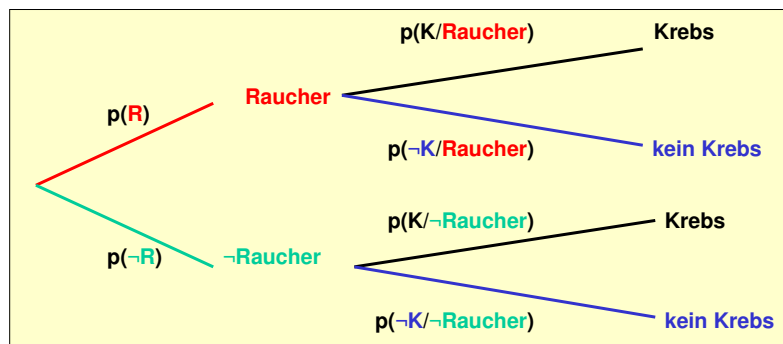 p(K/Raucher) Krebs
p(R) Raucher
p(¬K/Raucher) kein Krebs
p(K/¬Raucher) Krebs
p(¬R) ¬Raucher
p(¬K/¬Raucher) kein Krebs